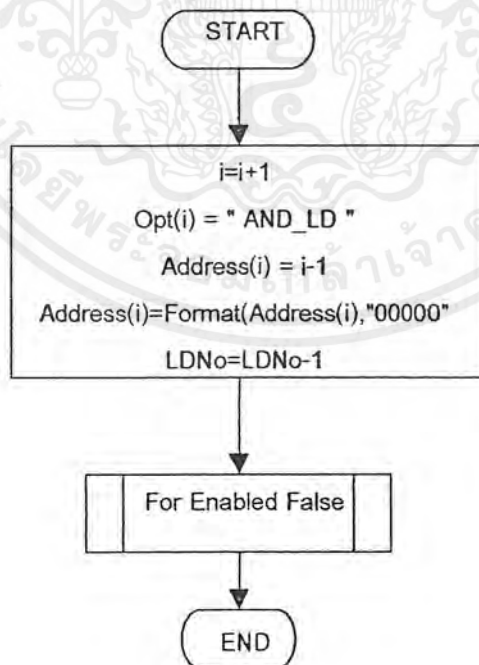 START
i=i+1
Opt(i) = " AND_LD "
Address(i) = i-1
Address(i)=Format(Address(i),"00000"
LDNo=LDNo-1
For Enabled False
END